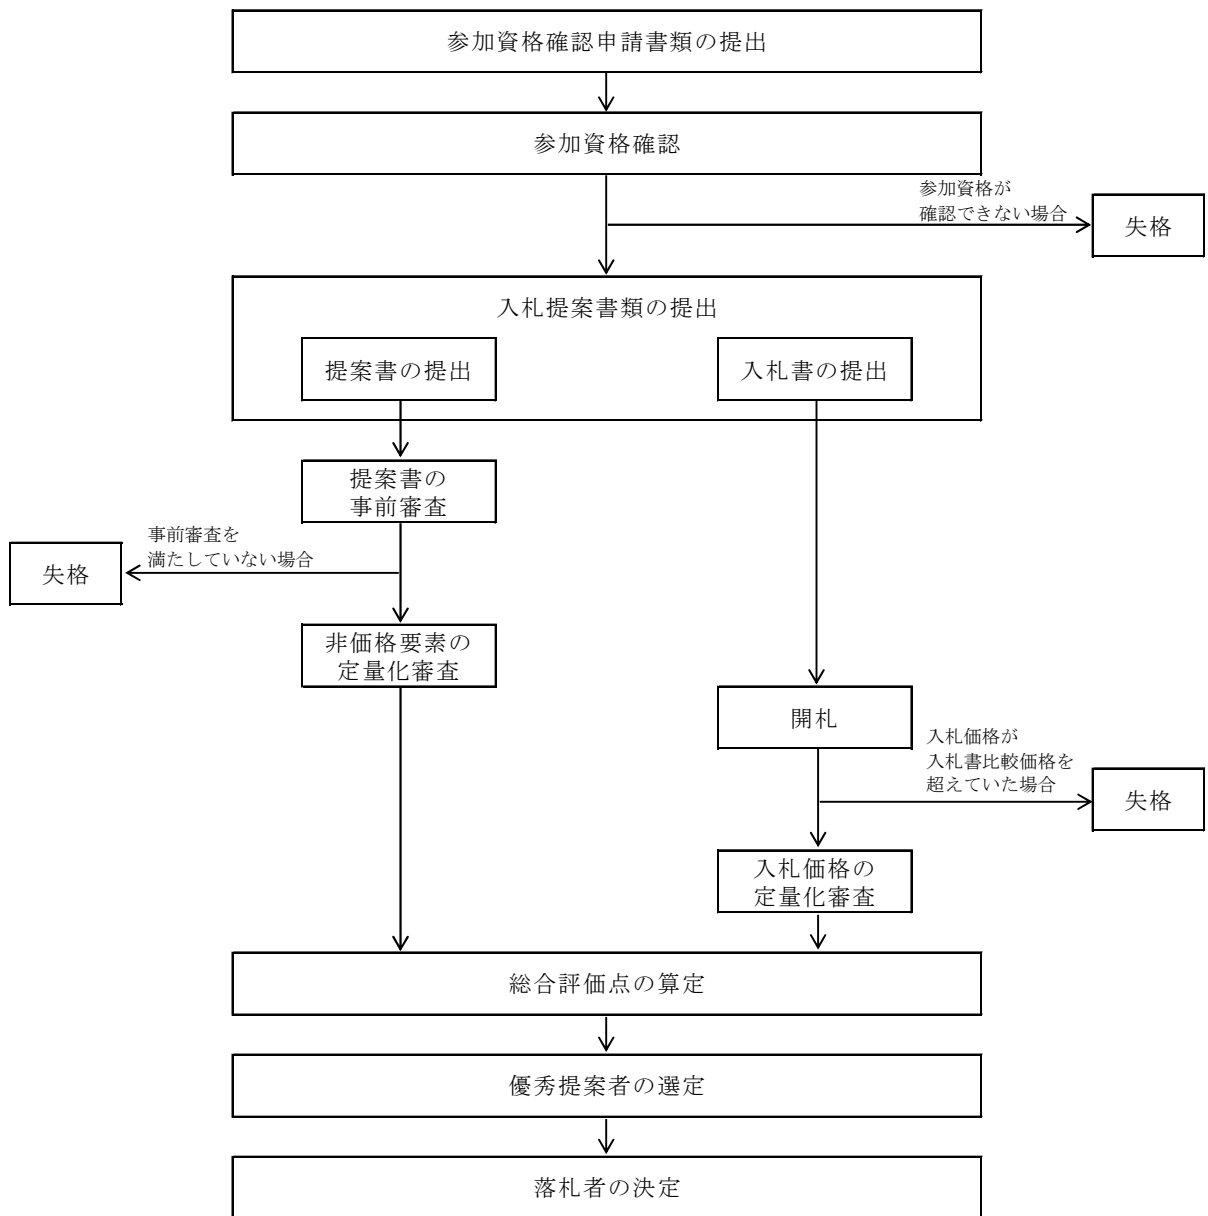 参加資格確認申請書類の提出
参加資格確認
参加資格が
確認できない場合
失格
入札提案書類の提出
提案書の提出
入札書の提出
提案書の
事前審査
事前審査を
満たしていない場合
失格
非価格要素の
定量化審査
開札
入札価格が
入札書比較価格を
超えていた場合
失格
入札価格の
定量化審査
総合評価点の算定
優秀提案者の選定
落札者の決定